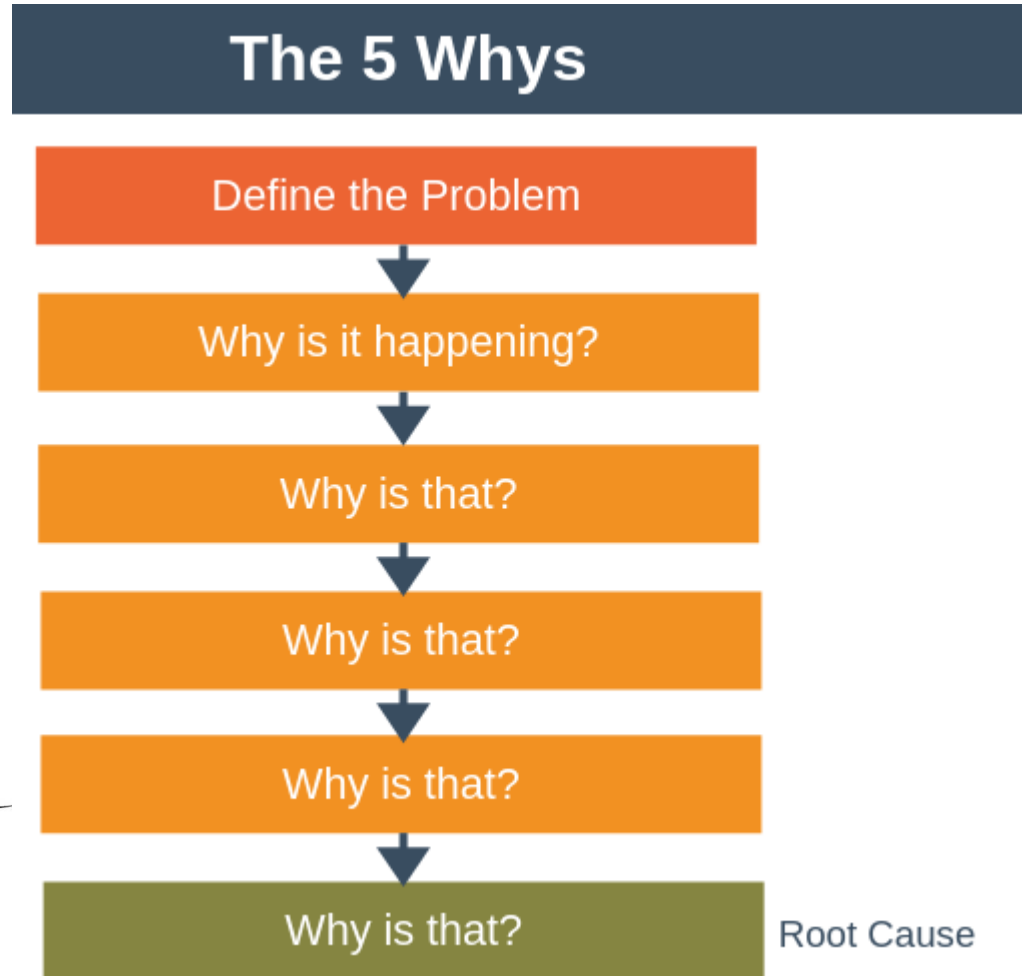 The 5 Whys
Define the Problem
Why is it happening?
Why is that?
Why is that?
Why is that?
Why is that?
Root Cause